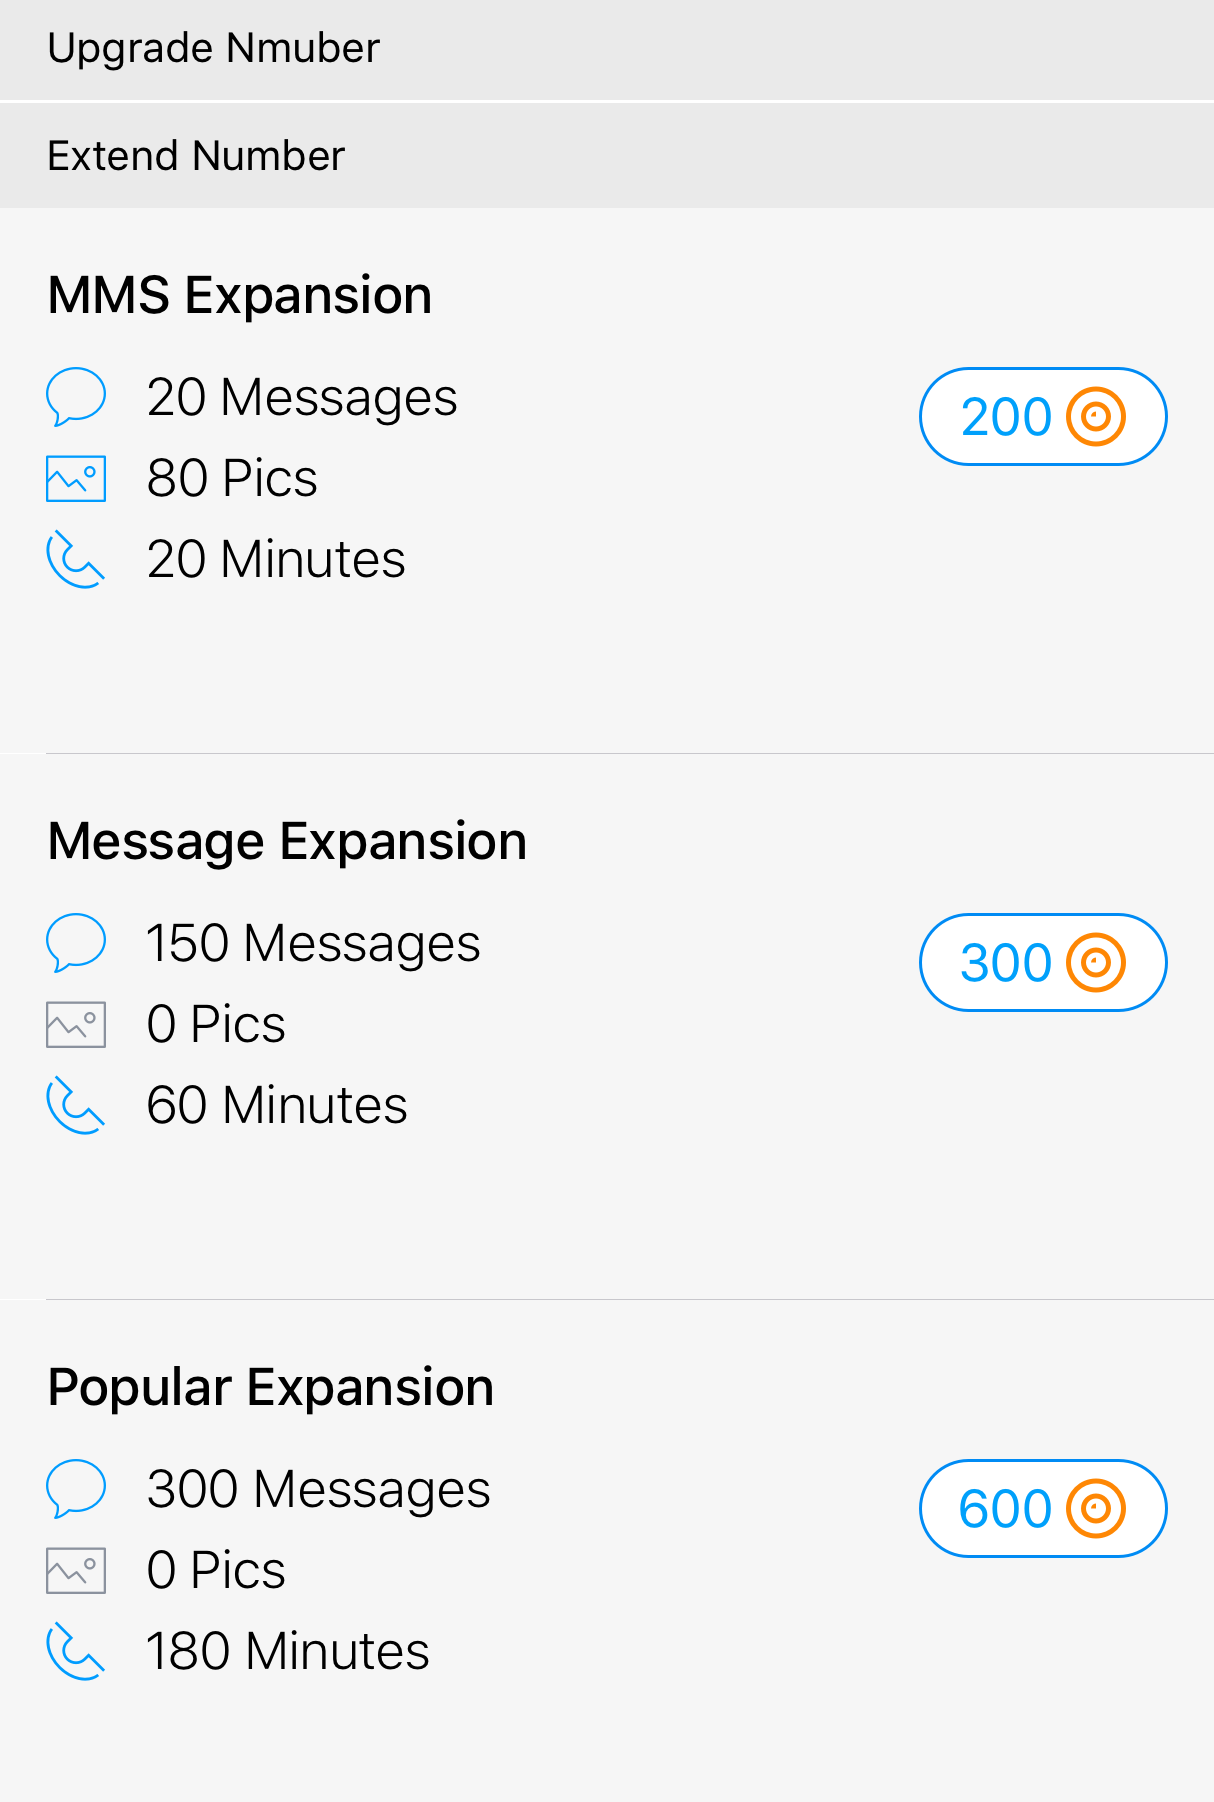 Upgrade Nmuber
Extend Number
MMS Expansion
20 Messages
200
80 Pics
20 Minutes
Message Expansion
150 Messages
300
0 Pics
60 Minutes
Popular Expansion
300 Messages
600
0 Pics
180 Minutes